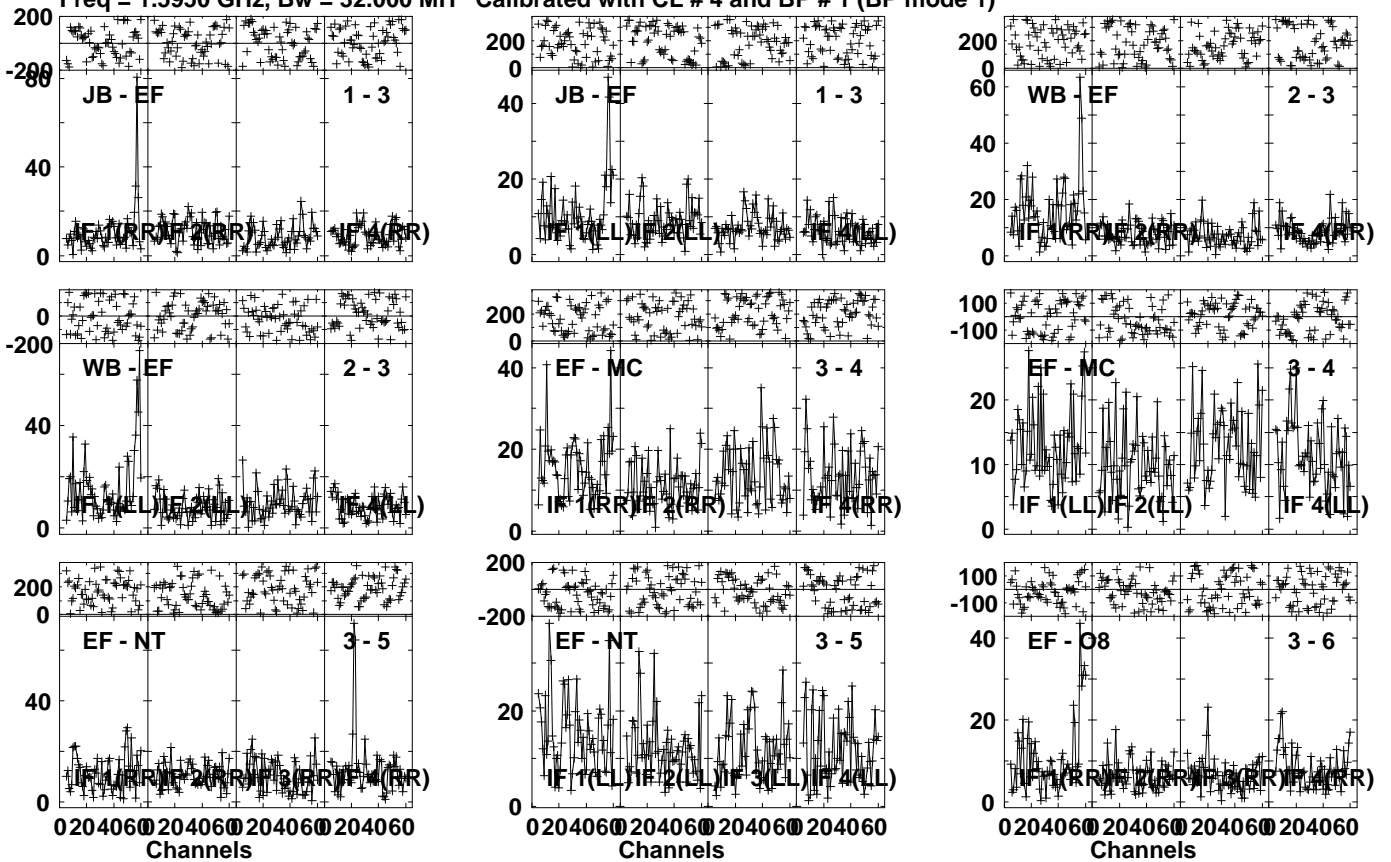 Freq = 1.5950 GHz, Bw = 32.000 MH Calibrated with CL # 4 and BP # 1 (BP mode 1)
200 -200 200 0 200 0
80 40 0 JB - EF 1 - 3 IF 1(RR) IF 2(RR) IF 4(RR)
40 20 0 JB - EF 1 - 3 IF 1(LL) IF 2(LL) IF 4(LL)
60 40 20 0 WB - EF 2 - 3 IF 1(RR) IF 2(RR) IF 4(RR)
0 -200 200 0 100 -100
40 0 WB - EF 2 - 3 IF 1(LL) IF 2(LL) IF 4(LL)
40 20 0 EF - MC 3 - 4 IF 1(RR) IF 2(RR) IF 4(RR)
20 10 0 EF - MC 3 - 4 IF 1(LL) IF 2(LL) IF 4(LL)
200 0 200 -200 100 -100
40 0 EF - NT 3 - 5 IF 1(RR) IF 2(RR) IF 3(RR) IF 4(RR)
20 0 EF - NT 3 - 5 IF 1(LL) IF 2(LL) IF 3(LL) IF 4(LL)
40 20 0 EF - O8 3 - 6 IF 1(RR) IF 2(RR) IF 3(RR) IF 4(RR)
0 20 40 60 0 20 40 60 0 20 40 60 0 20 40 60
0 20 40 60 0 20 40 60 0 20 40 60 0 20 40 60
0 20 40 60 0 20 40 60 0 20 40 60 0 20 40 60
Channels Channels Channels